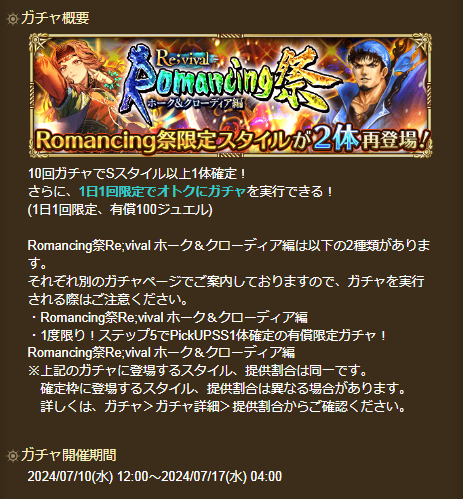 ガチャ概要
Re;vival
Romancing祭
ホーク&クローディア編
Romancing祭限定スタイルが2体再登場!
10回ガチャでSスタイル以上1体確定！
さらに、1日1回限定でオトクにガチャを実行できる！
(1日1回限定、有償100ジュエル)
Romancing祭Re;vival ホーク＆クローディア編は以下の2種類がありま
す。
それぞれ別のガチャページでご案内しておりますので、ガチャを実行
される際はご注意ください。
・Romancing祭Re;vival ホーク＆クローディア編
・1度限り！ステップ5でPickUPSS1体確定の有償限定ガチャ！
Romancing祭Re;vival ホーク＆クローディア編
※上記のガチャに登場するスタイル、提供割合は同一です。
確定枠に登場するスタイル、提供割合は異なる場合があります。
詳しくは、ガチャ＞ガチャ詳細＞提供割合からご確認ください。
ガチャ開催期間
2024/07/10(水) 12:00～2024/07/17(水) 04:00